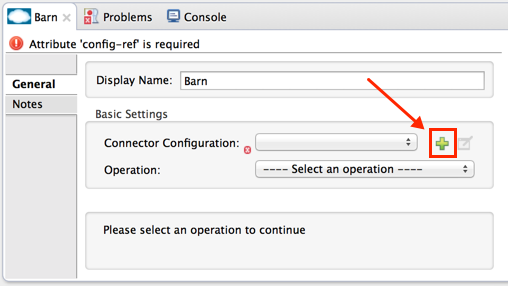 Barn Problems Console
Attribute 'config-ref' is required
General
Notes
Display Name: Barn
Basic Settings
Connector Configuration:
Operation: ---- Select an operation ----
Please select an operation to continue